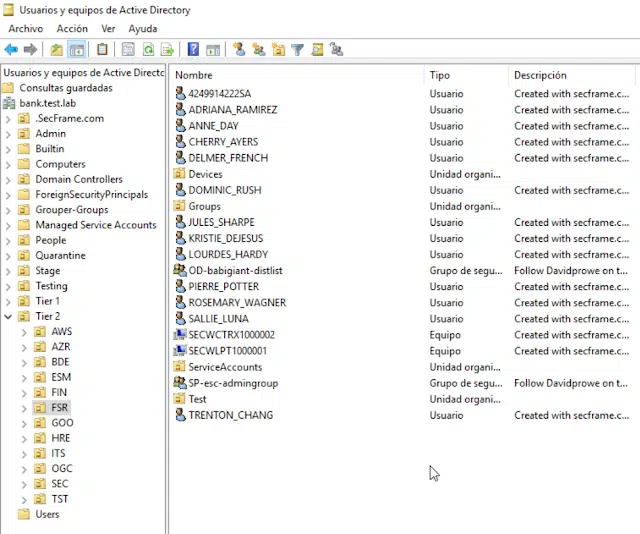 Usuarios y equipos de Active Directory
Archivo Acción Ver Ayuda
Usuarios y equipos de Active Directc
Consultas guardadas
bank.test.lab
.SecFrame.com
Admin
Builtin
Computers
Domain Controllers
ForeignSecurityPrincipals
Grouper-Groups
Managed Service Accounts
People
Quarantine
Stage
Testing
Tier 1
Tier 2
AWS
AZR
BDE
ESM
FIN
FSR
GOO
HRE
ITS
OGC
SEC
TST
Users
Nombre Tipo Descripción
4249914222SA Usuario Created with secframe.c...
ADRIANA_RAMIREZ Usuario Created with secframe.c...
ANNE_DAY Usuario Created with secframe.c...
CHERRY_AYERS Usuario Created with secframe.c...
DELMER_FRENCH Usuario Created with secframe.c...
Devices Unidad organi...
DOMINIC_RUSH Usuario Created with secframe.c...
Groups Unidad organi...
JULES_SHARPE Usuario Created with secframe.c...
KRISTIE_DEJESUS Usuario Created with secframe.c...
LOURDES_HARDY Usuario Created with secframe.c...
OD-babigiant-distlist Grupo de segu... Follow Davidprowe on t...
PIERRE_POTTER Usuario Created with secframe.c...
ROSEMARY_WAGNER Usuario Created with secframe.c...
SALLIE_LUNA Usuario Created with secframe.c...
SECWCTRX1000002 Equipo Created with secframe.c...
SECWLPT1000001 Equipo Created with secframe.c...
ServiceAccounts Unidad organi...
SP-esc-admingroup Grupo de segu... Follow Davidprowe on t...
Test Unidad organi...
TRENTON_CHANG Usuario Created with secframe.c...